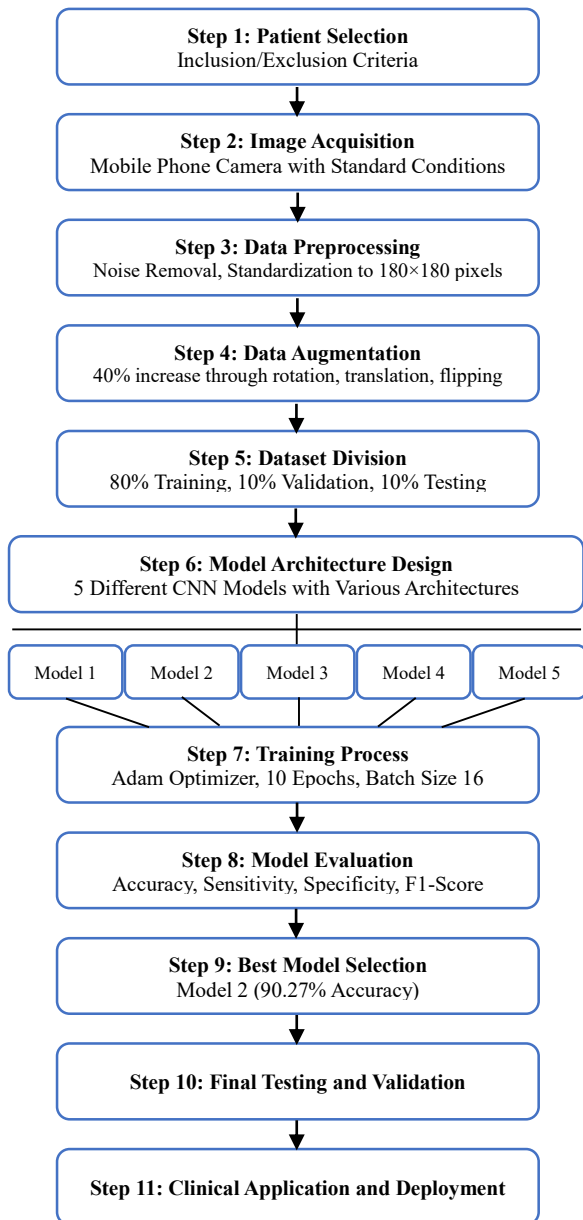 Step 1: Patient Selection
Inclusion/Exclusion Criteria
Step 2: Image Acquisition
Mobile Phone Camera with Standard Conditions
Step 3: Data Preprocessing
Noise Removal, Standardization to 180×180 pixels
Step 4: Data Augmentation
40% increase through rotation, translation, flipping
Step 5: Dataset Division
80% Training, 10% Validation, 10% Testing
Step 6: Model Architecture Design
5 Different CNN Models with Various Architectures
Model 1 Model 2 Model 3 Model 4 Model 5
Step 7: Training Process
Adam Optimizer, 10 Epochs, Batch Size 16
Step 8: Model Evaluation
Accuracy, Sensitivity, Specificity, F1-Score
Step 9: Best Model Selection
Model 2 (90.27% Accuracy)
Step 10: Final Testing and Validation
Step 11: Clinical Application and Deployment